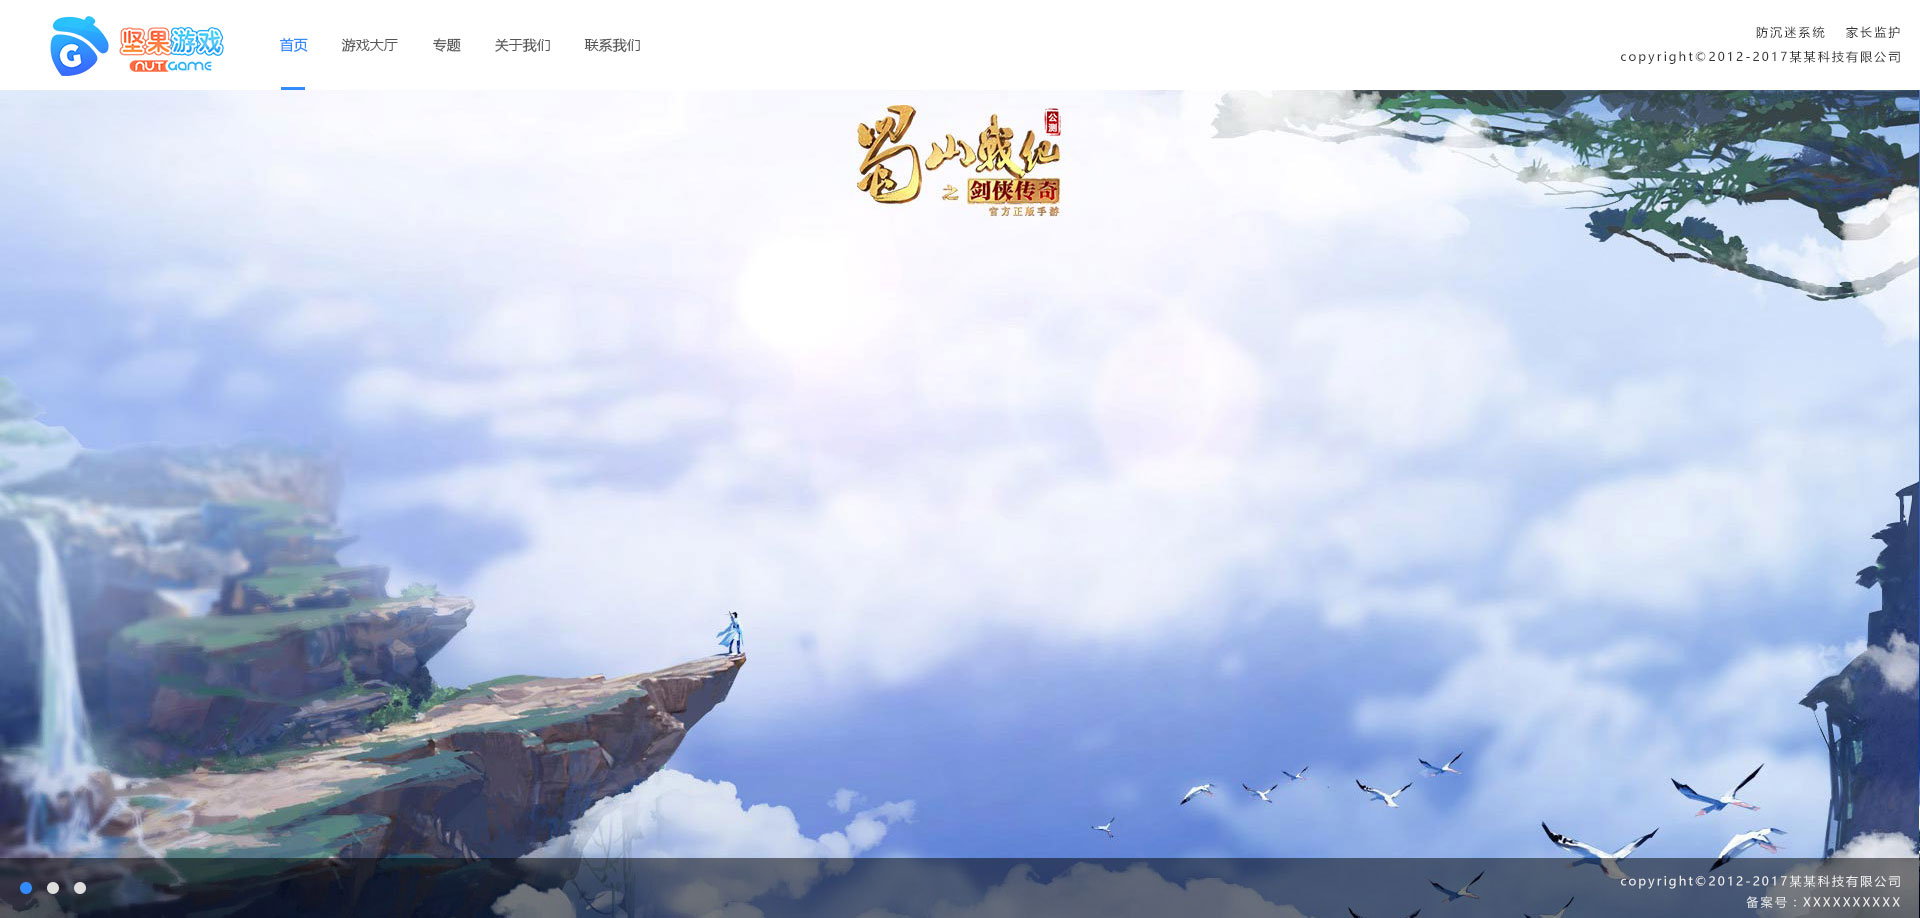 坚果游戏
NUTGAME
首页 游戏大厅 专题 关于我们 联系我们
防沉迷系统 家长监护
copyright©2012-2017某某科技有限公司
公测
蜀山战纪
之 剑侠传奇
官方正版手游
copyright©2012-2017某某科技有限公司
备案号：XXXXXXXXXX